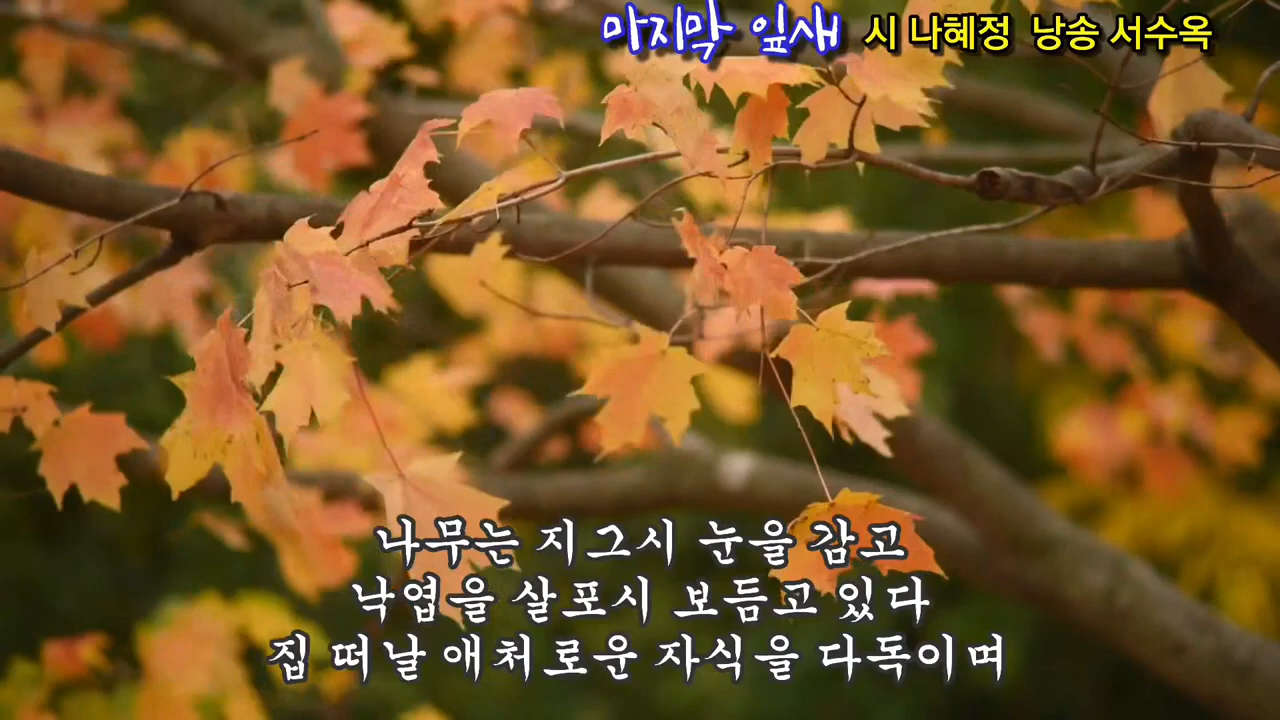 마지막 잎새 시 나혜정 낭송 서수옥
나무는 지그시 눈을 감고
낙엽을 살포시 보듬고 있다
집 떠날 애처로운 자식을 다독이며